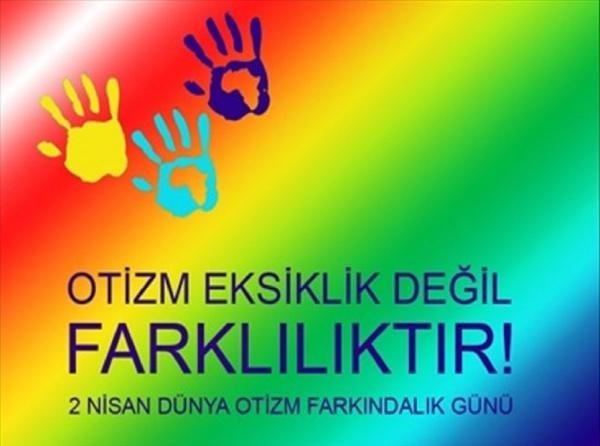 OTİZM EKSİKLİK DEĞİL
FARKLILIKTIR!
2 NİSAN DÜNYA OTİZM FARKINDALIK GÜNÜ